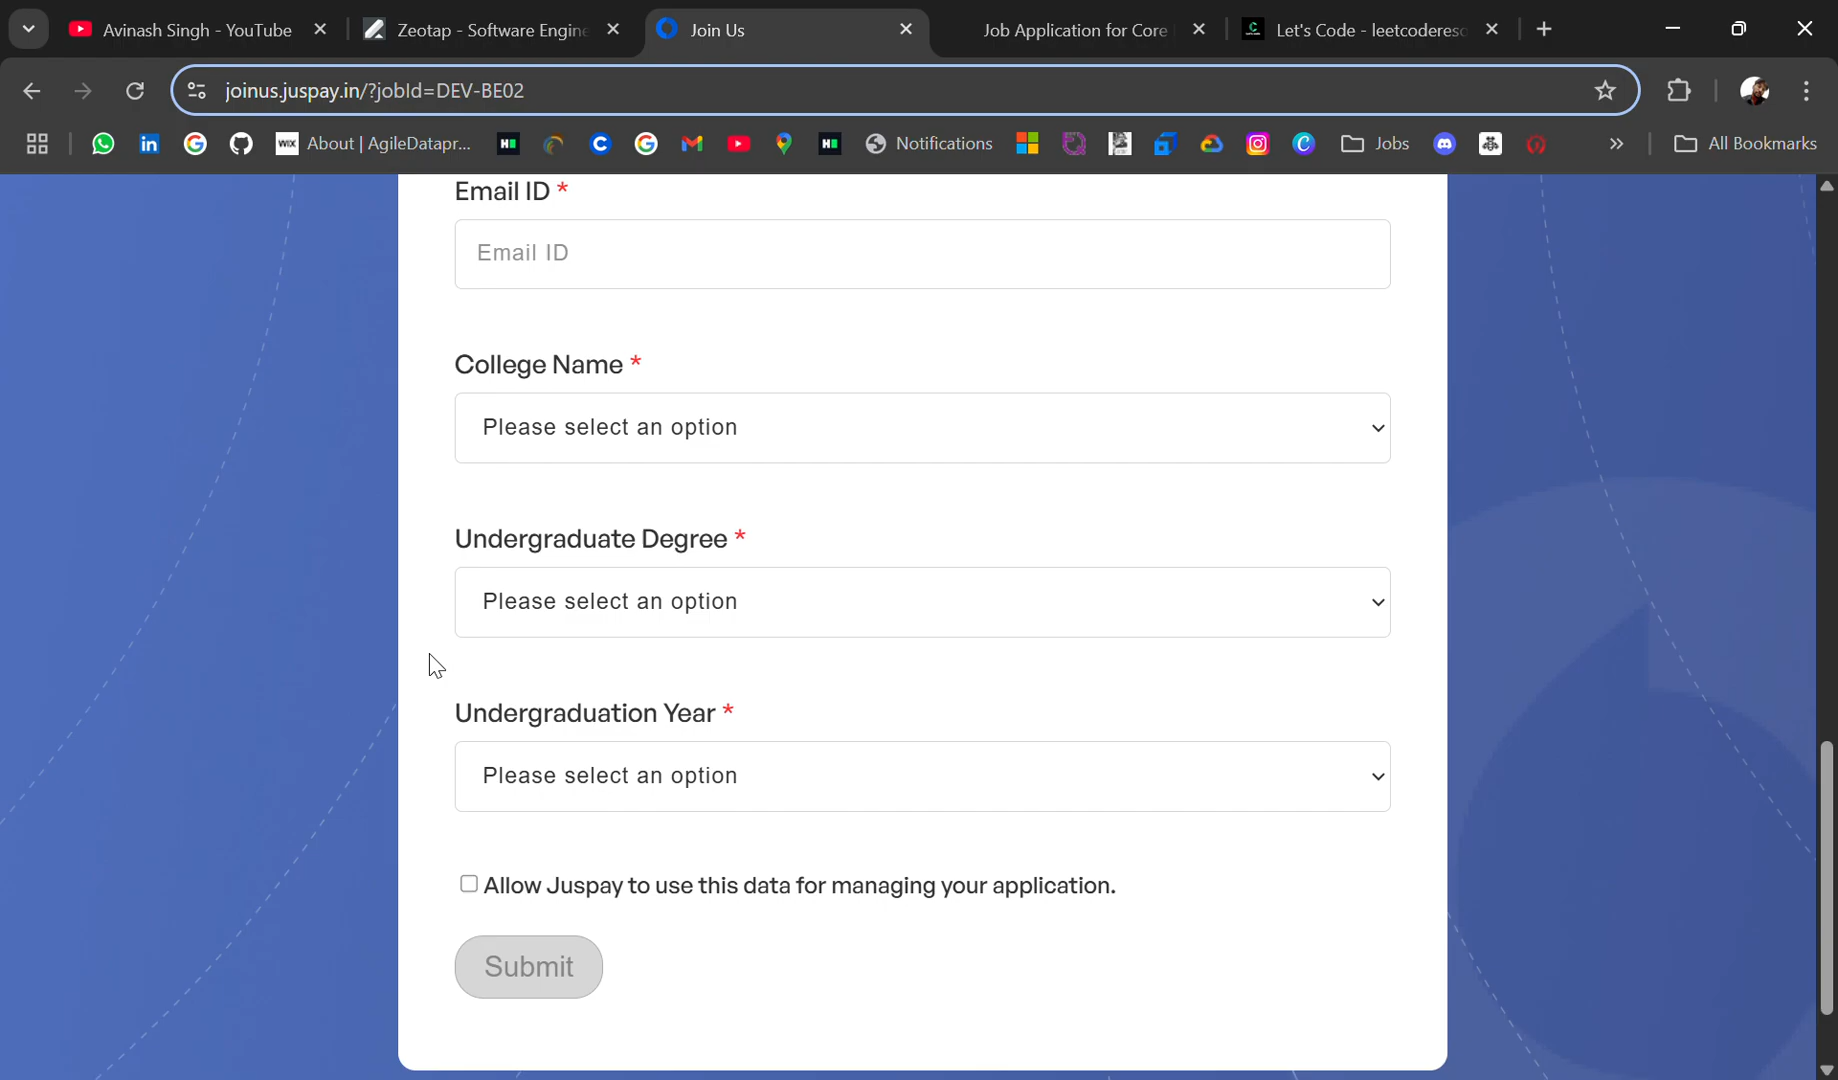 Avinash Singh - YouTube
Zeotap - Software Engine
Join Us
Job Application for Core
Let's Code - leetcodereso
joinus.juspay.in/?jobId=DEV-BE02
WIX
About | AgileDatapr...
Notifications
Jobs
All Bookmarks
Email ID *
Email ID
College Name *
Please select an option
Undergraduate Degree *
Please select an option
Undergraduation Year *
Please select an option
Allow Juspay to use this data for managing your application.
Submit